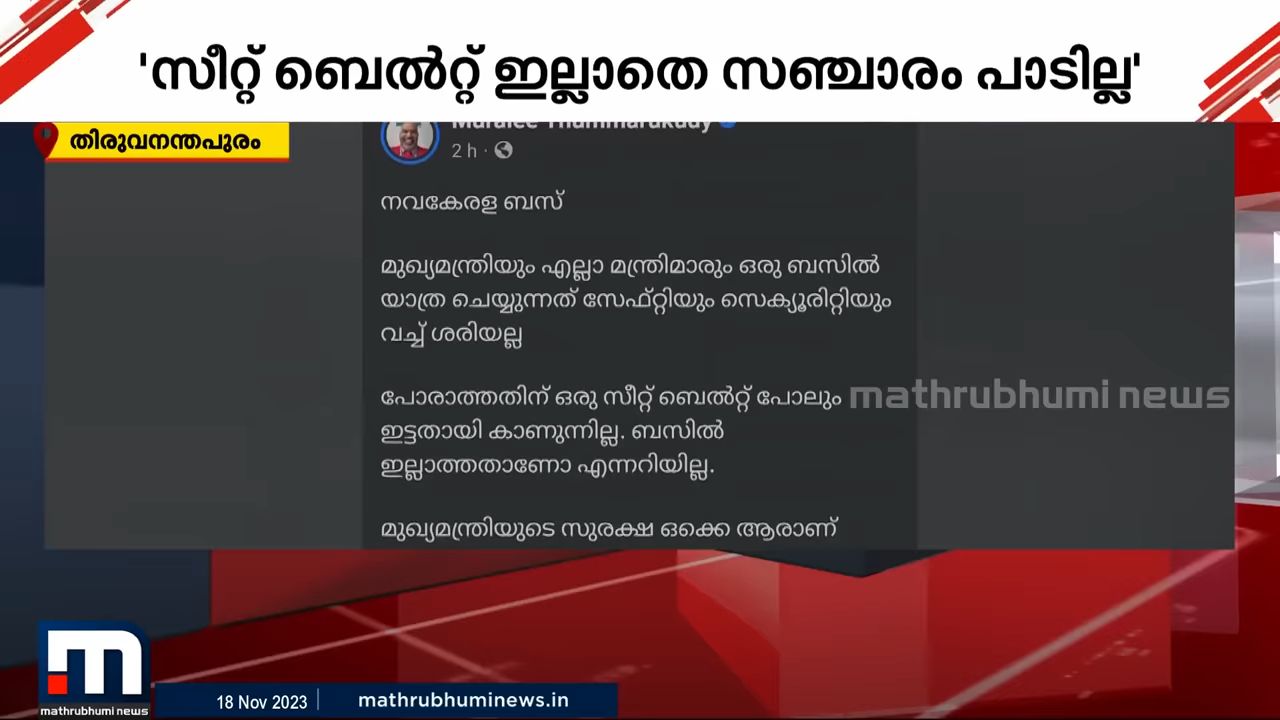 'സീറ്റ് ബെൽറ്റ് ഇല്ലാതെ സഞ്ചാരം പാടില്ല'
തിരുവനന്തപുരം
Muralee Thummarukudy
2 h ·
നവകേരള ബസ്
മുഖ്യമന്ത്രിയും എല്ലാ മന്ത്രിമാരും ഒരു ബസിൽ
യാത്ര ചെയ്യുന്നത് സേഫ്റ്റിയും സെക്യൂരിറ്റിയും
വച്ച് ശരിയല്ല
പോരാത്തതിന് ഒരു സീറ്റ് ബെൽറ്റ് പോലും
ഇട്ടതായി കാണുന്നില്ല. ബസിൽ
ഇല്ലാത്തതാണോ എന്നറിയില്ല.
മുഖ്യമന്ത്രിയുടെ സുരക്ഷ ഒക്കെ ആരാണ്
mathrubhumi news
mathrubhumi news
18 Nov 2023
mathrubhuminews.in